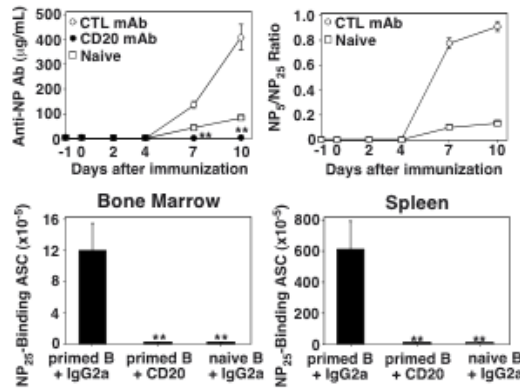 Anti-NP Ab (μg/mL)
500
400
300
200
100
0
CTL mAb
CD20 mAb
Naive
**
**
-1 0 2 4 7 10
Days after immunization
NP5/NP25 Ratio
1.0
0.8
0.6
0.4
0.2
0
CTL mAb
Naive
-1 0 2 4 7 10
Days after immunization
Bone Marrow
NP25-Binding ASC (x10-5)
16
12
8
4
0
**
**
primed B primed B naive B
+ IgG2a + CD20 + IgG2a
Spleen
NP25-Binding ASC (x10-5)
800
600
400
200
0
**
**
primed B primed B naive B
+ IgG2a + CD20 + IgG2a